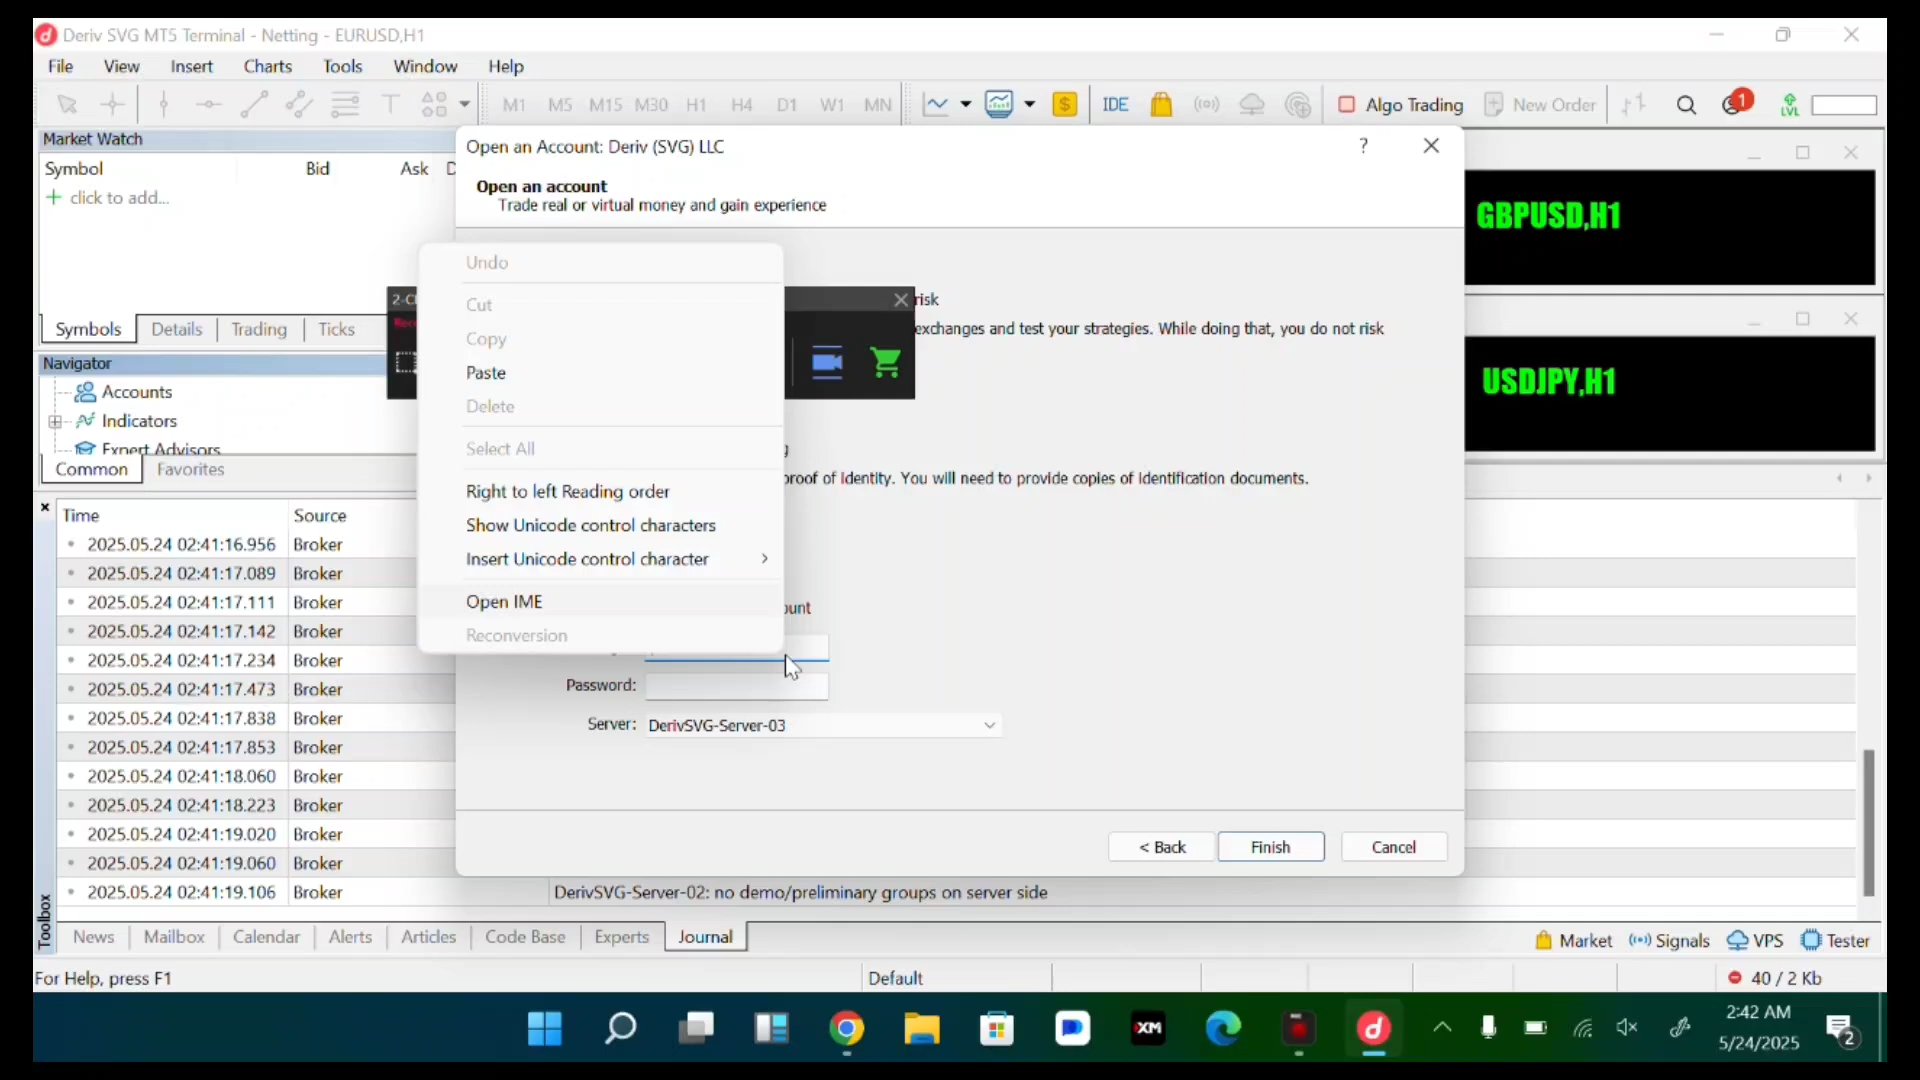 Deriv SVG MT5 Terminal - Netting - EURUSD,H1
File View Insert Charts Tools Window Help
M1 M5 M15 M30 H1 H4 D1 W1 MN $ IDE Algo Trading New Order 1 LVL
Market Watch
Symbol Bid Ask D
click to add...
Symbols Details Trading Ticks
Navigator
Accounts
Indicators
Expert Advisors
Common Favorites
Open an Account: Deriv (SVG) LLC
?
Open an account
Trade real or virtual money and gain experience
risk
exchanges and test your strategies. While doing that, you do not risk
proof of identity. You will need to provide copies of identification documents.
Undo
Cut
Copy
Paste
Delete
Select All
Right to left Reading order
Show Unicode control characters
Insert Unicode control character
Open IME
Reconversion
Password:
Server: DerivSVG-Server-03
< Back Finish Cancel
GBPUSD,H1
USDJPY,H1
Time Source
2025.05.24 02:41:16.956 Broker
2025.05.24 02:41:17.089 Broker
2025.05.24 02:41:17.111 Broker
2025.05.24 02:41:17.142 Broker
2025.05.24 02:41:17.234 Broker
2025.05.24 02:41:17.473 Broker
2025.05.24 02:41:17.838 Broker
2025.05.24 02:41:17.853 Broker
2025.05.24 02:41:18.060 Broker
2025.05.24 02:41:18.223 Broker
2025.05.24 02:41:19.020 Broker
2025.05.24 02:41:19.060 Broker
2025.05.24 02:41:19.106 Broker DerivSVG-Server-02: no demo/preliminary groups on server side
Toolbox
News Mailbox Calendar Alerts Articles Code Base Experts Journal Market Signals VPS Tester
For Help, press F1 Default 40 / 2 Kb
XM
2:42 AM
5/24/2025
2